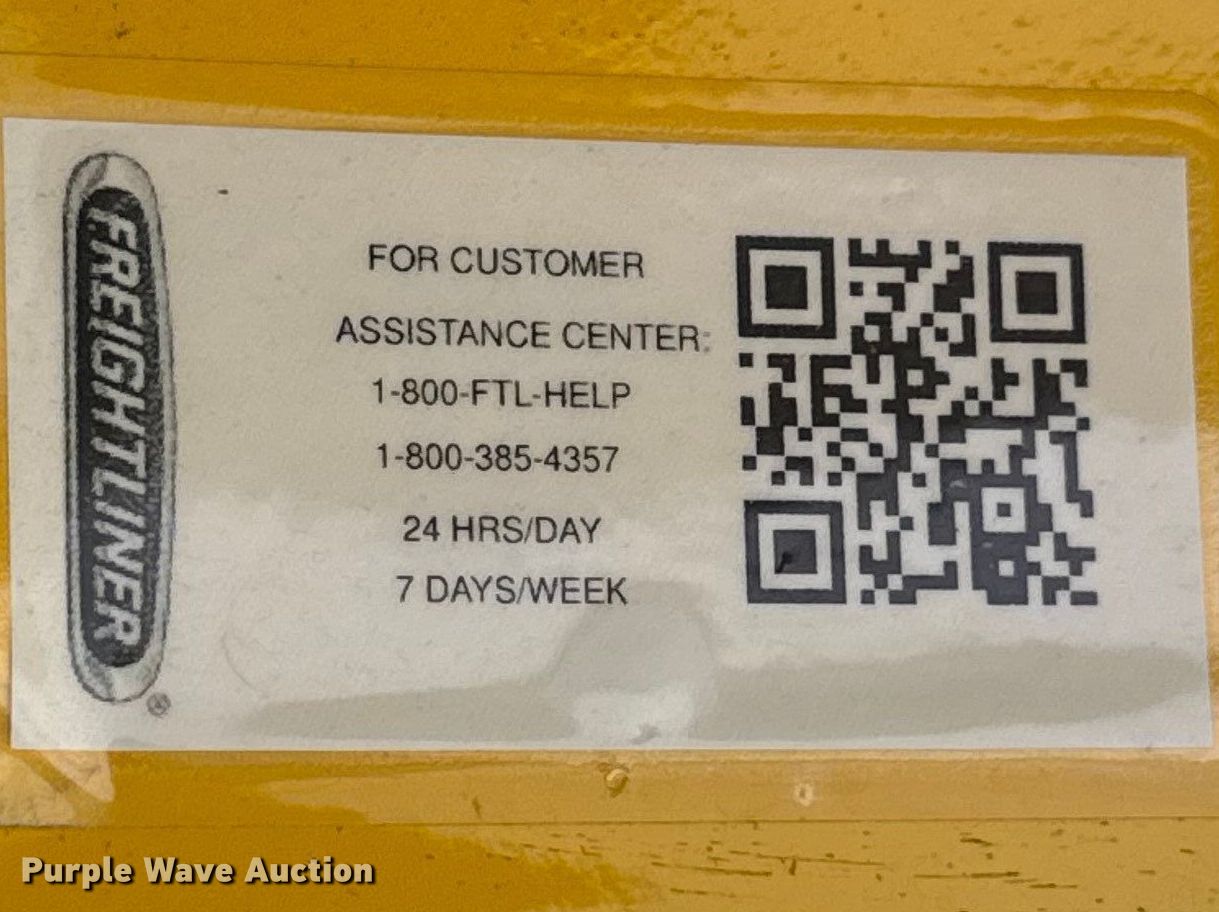 FREIGHTLINER
®
FOR CUSTOMER
ASSISTANCE CENTER:
1-800-FTL-HELP
1-800-385-4357
24 HRS/DAY
7 DAYS/WEEK
Purple Wave Auction